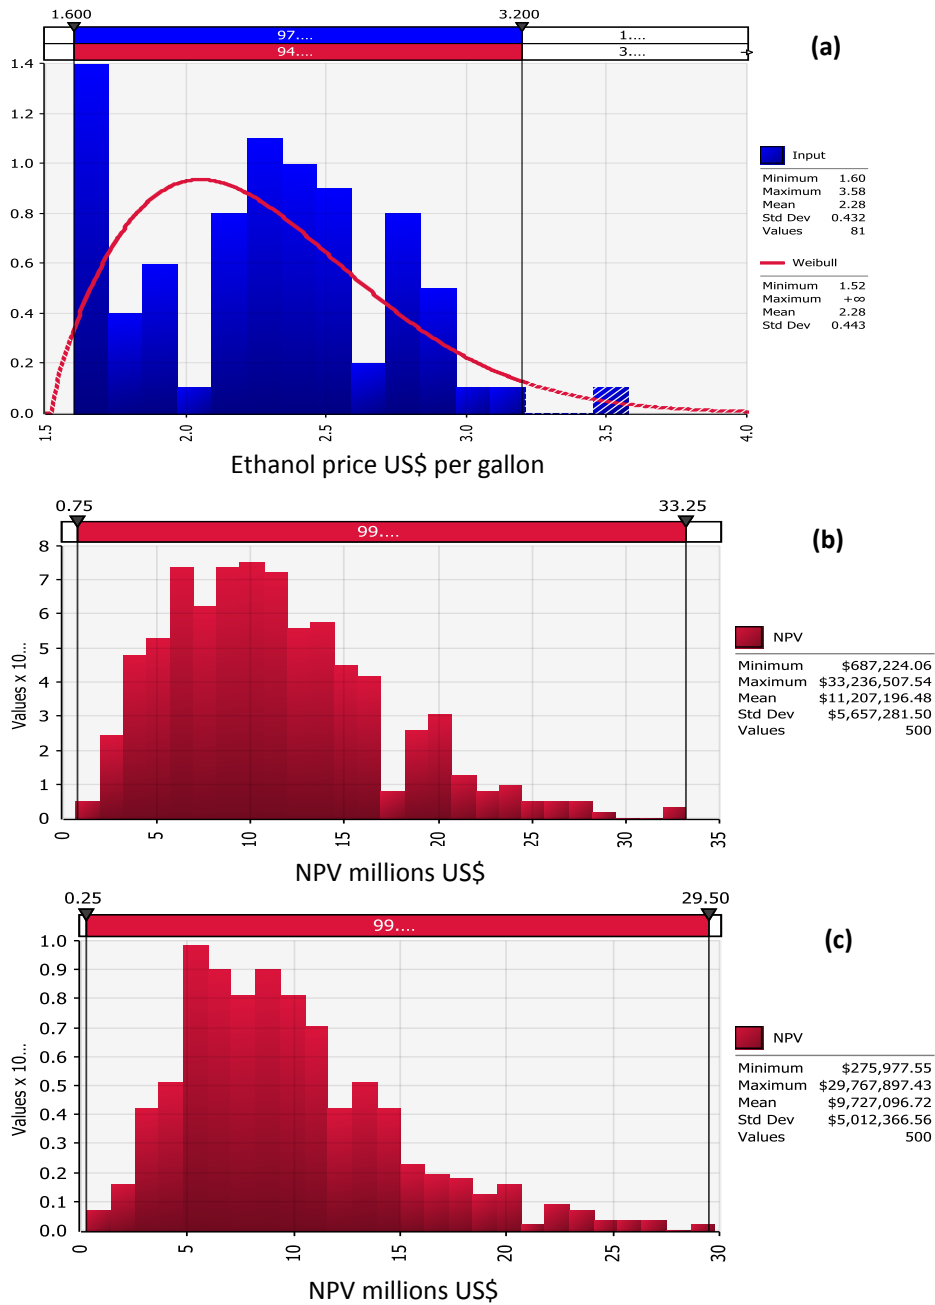 1.600 3.200
(a)
97.... 1....
94.... 3....
1.4
1.2
1.0
0.8
0.6
0.4
0.2
0.0
1.5 2.0 2.5 3.0 3.5 4.0
Ethanol price US$ per gallon
Input
Minimum 1.60
Maximum 3.58
Mean 2.28
Std Dev 0.432
Values 81
Weibull
Minimum 1.52
Maximum +∞
Mean 2.28
Std Dev 0.443
0.75 33.25
(b)
99....
8
7
6
5
4
3
2
1
0
Values x 10...
0 5 10 15 20 25 30 35
NPV millions US$
NPV
Minimum $687,224.06
Maximum $33,236,507.54
Mean $11,207,196.48
Std Dev $5,657,281.50
Values 500
0.25 29.50
(c)
99....
1.0
0.9
0.8
0.7
0.6
0.5
0.4
0.3
0.2
0.1
0.0
Values x 10...
0 5 10 15 20 25 30
NPV millions US$
NPV
Minimum $275,977.55
Maximum $29,767,897.43
Mean $9,727,096.72
Std Dev $5,012,366.56
Values 500